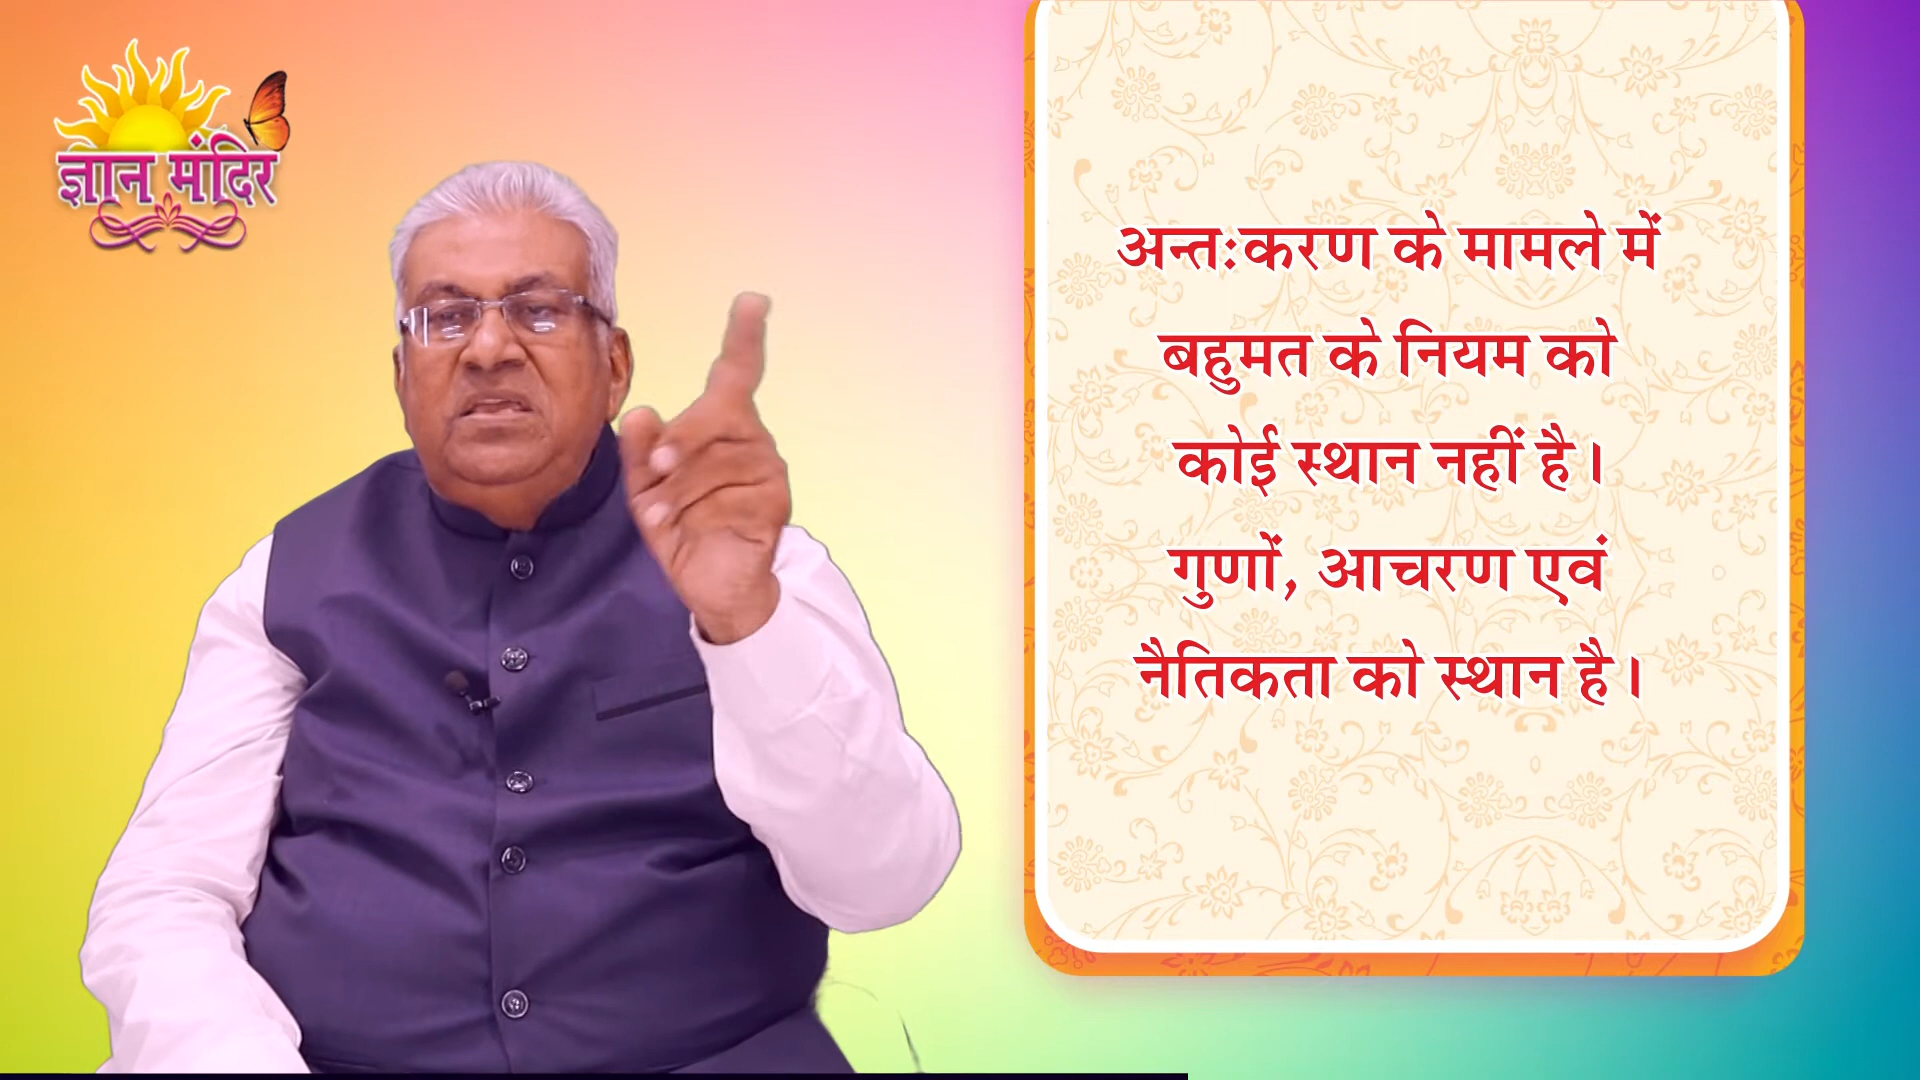 ज्ञान मंदिर
अन्तःकरण के मामले में
बहुमत के नियम को
कोई स्थान नहीं है।
गुणों, आचरण एवं
नैतिकता को स्थान है।